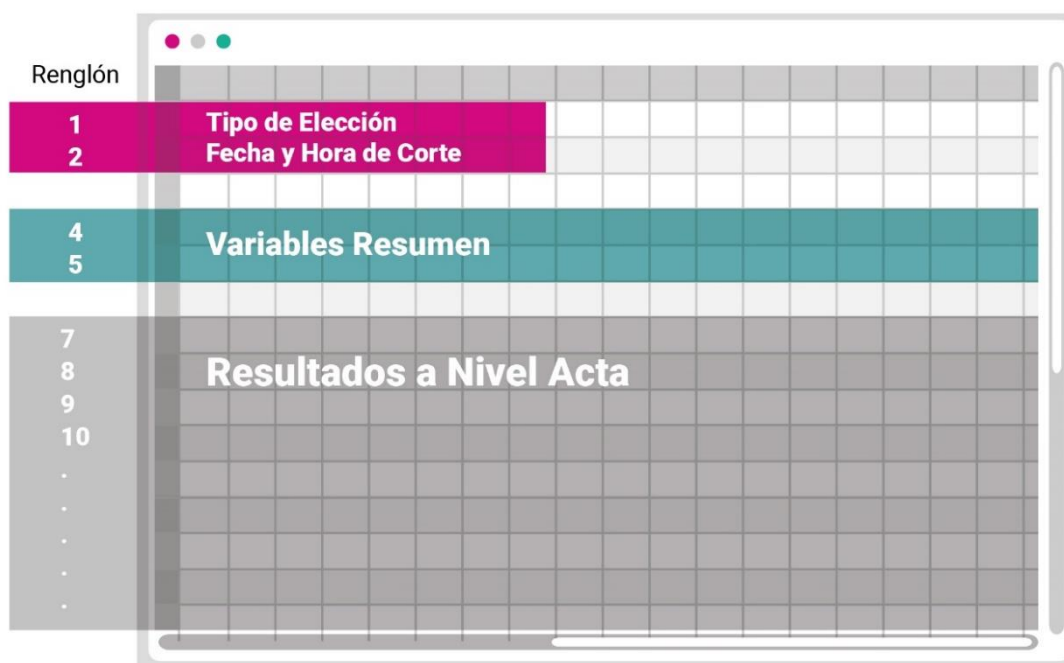 Renglón
1 Tipo de Elección
2 Fecha y Hora de Corte
4
Variables Resumen
5
7
8 Resultados a Nivel Acta
9
10
.
.
.
.
.